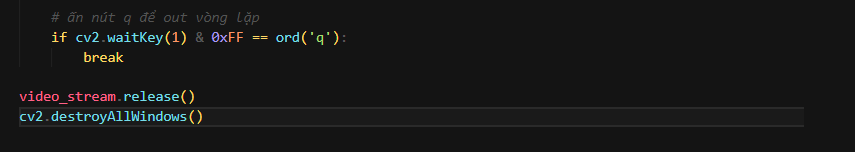 # ấn nút q để out vòng lặp
if cv2.waitKey(1) & 0xFF == ord('q'):
break
video_stream.release()
cv2.destroyAllWindows()